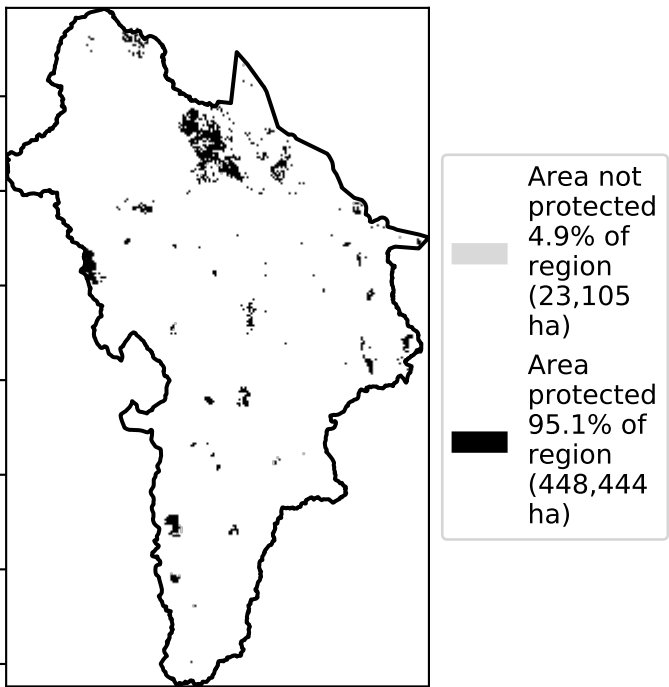 Area not
protected
4.9% of
region
(23,105
ha)
Area
protected
95.1% of
region
(448,444
ha)